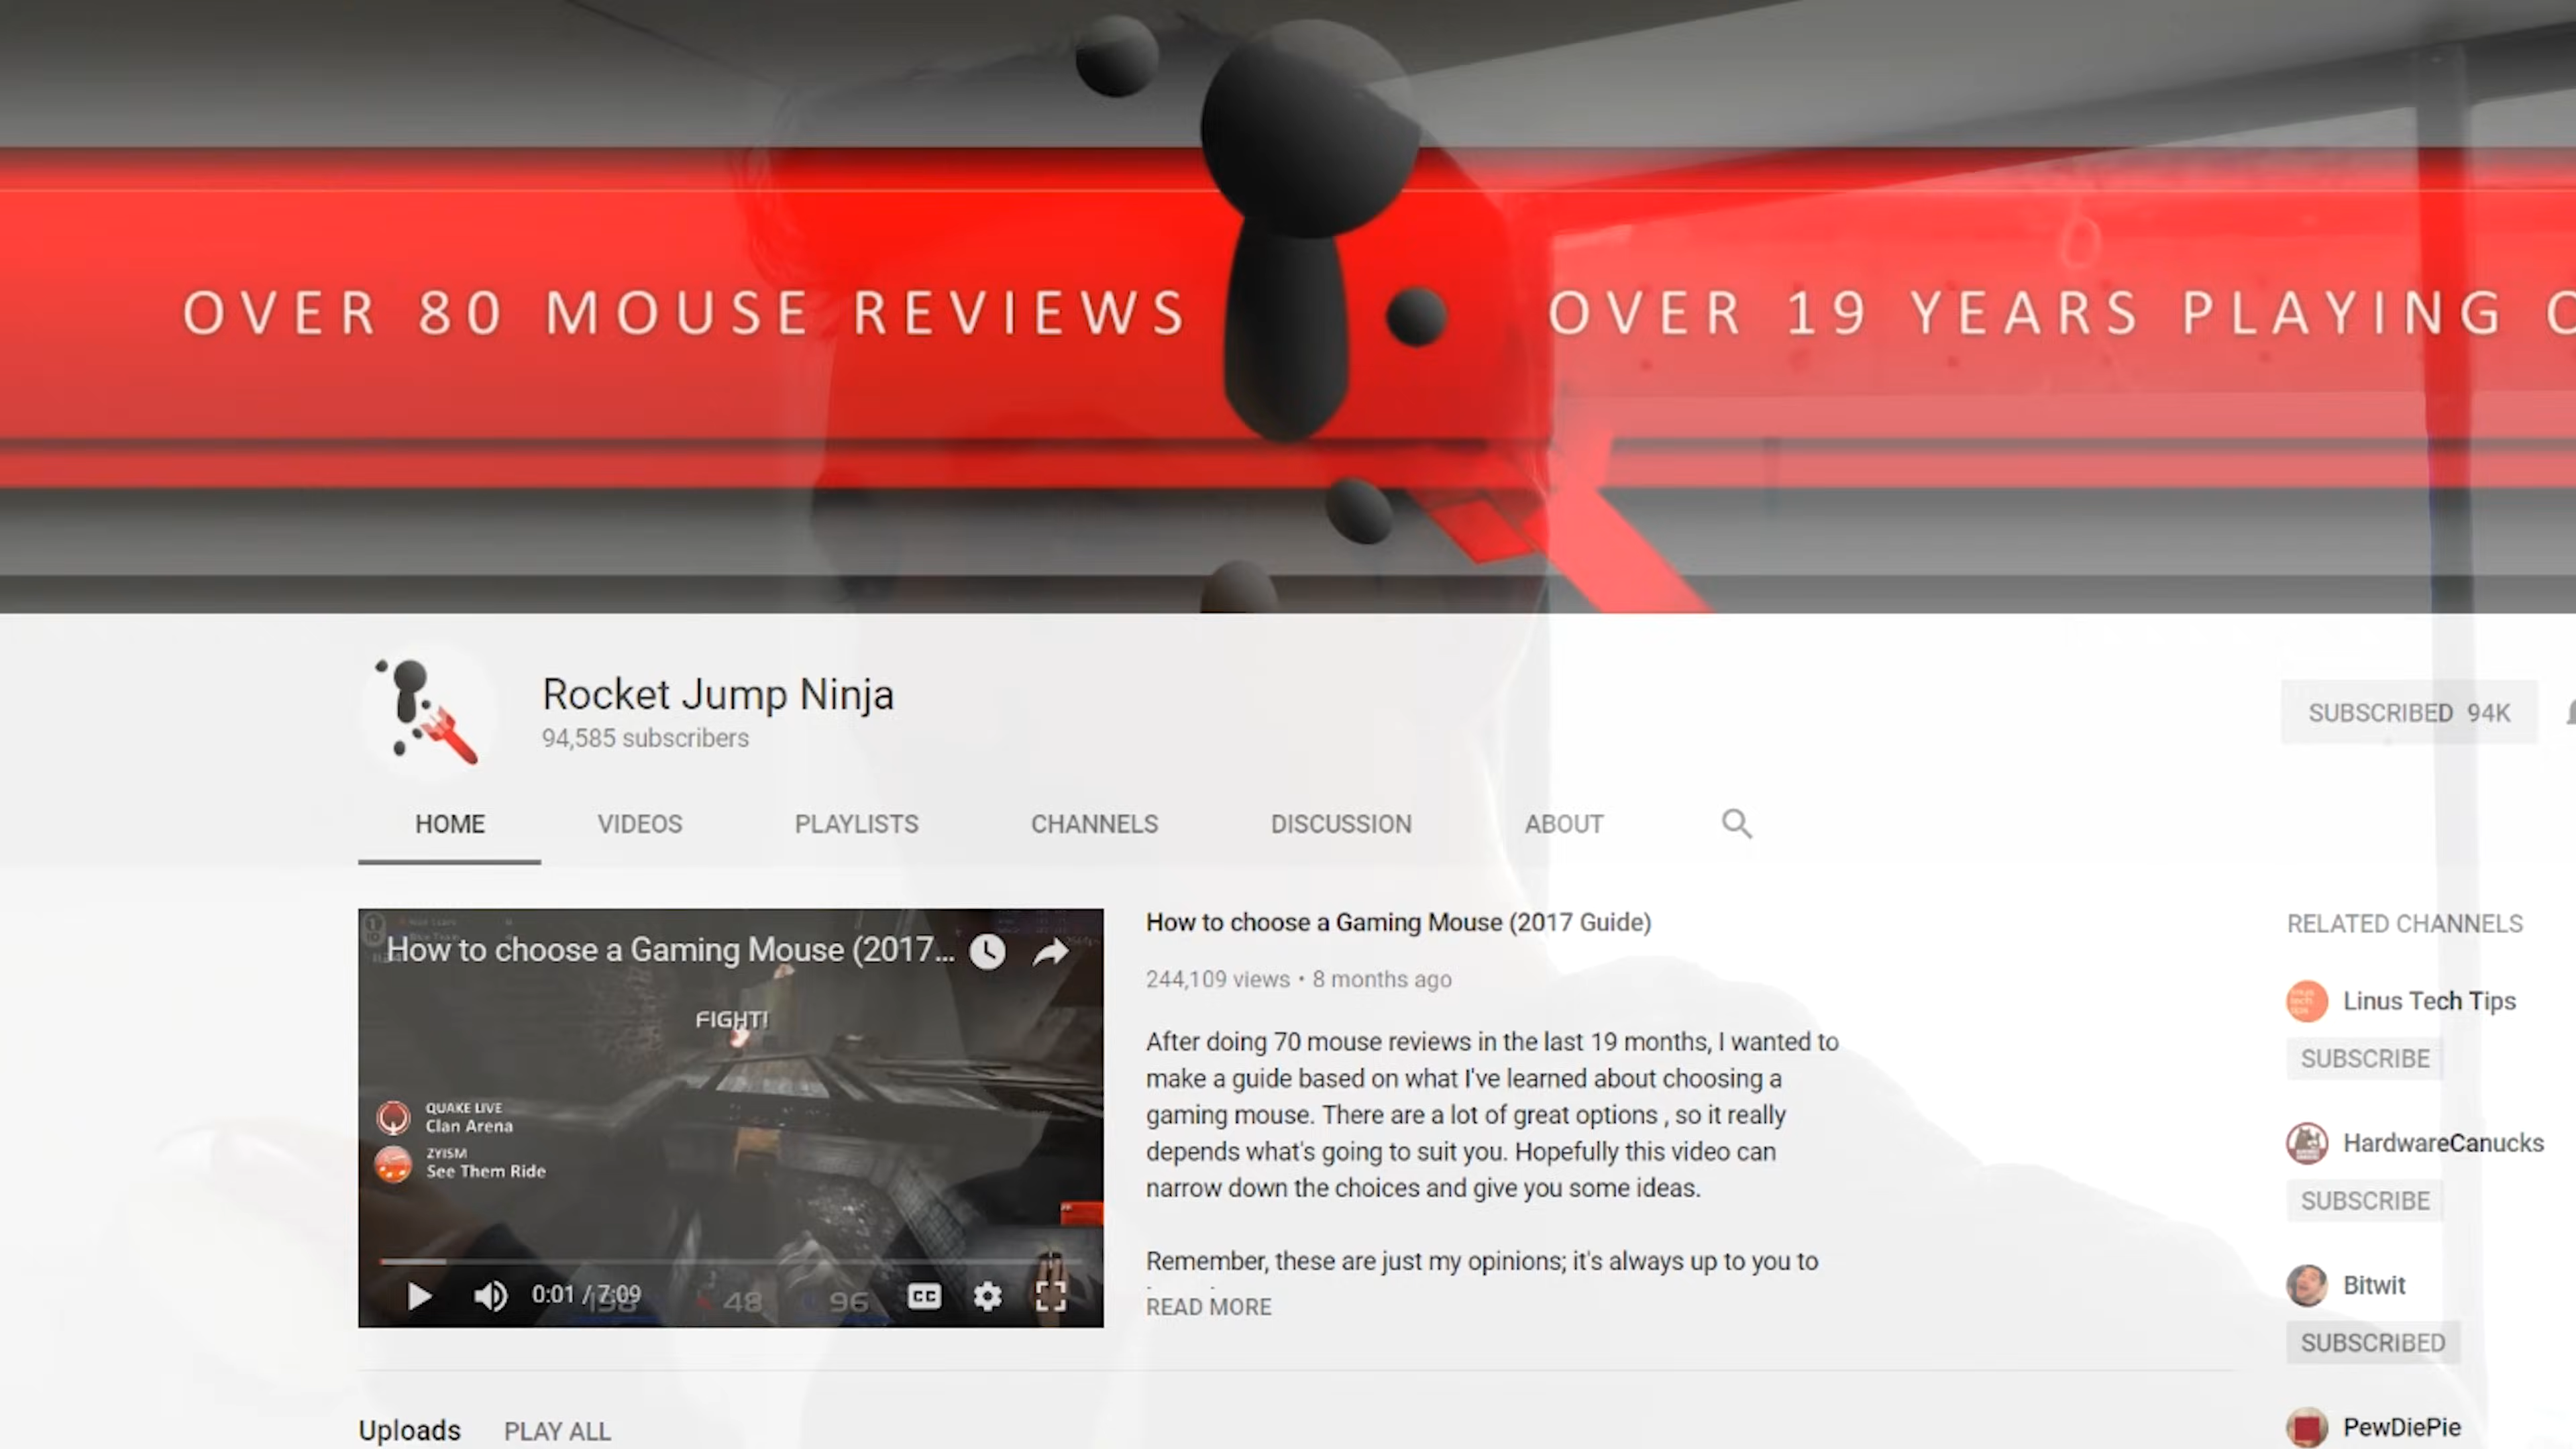 OVER 80 MOUSE REVIEWS
OVER 19 YEARS PLAYING
Rocket Jump Ninja
94,585 subscribers
SUBSCRIBED 94K
HOME
VIDEOS
PLAYLISTS
CHANNELS
DISCUSSION
ABOUT
How to choose a Gaming Mouse (2017...
FIGHT!
QUAKE LIVE
Clan Arena
ZYISM
See Them Ride
0:01 / 7:09
198
48
96
CC
How to choose a Gaming Mouse (2017 Guide)
244,109 views • 8 months ago
After doing 70 mouse reviews in the last 19 months, I wanted to
make a guide based on what I've learned about choosing a
gaming mouse. There are a lot of great options , so it really
depends what's going to suit you. Hopefully this video can
narrow down the choices and give you some ideas.
Remember, these are just my opinions; it's always up to you to
READ MORE
RELATED CHANNELS
linus tech tips
Linus Tech Tips
SUBSCRIBE
HardwareCanucks
SUBSCRIBE
Bitwit
SUBSCRIBED
PewDiePie
Uploads
PLAY ALL